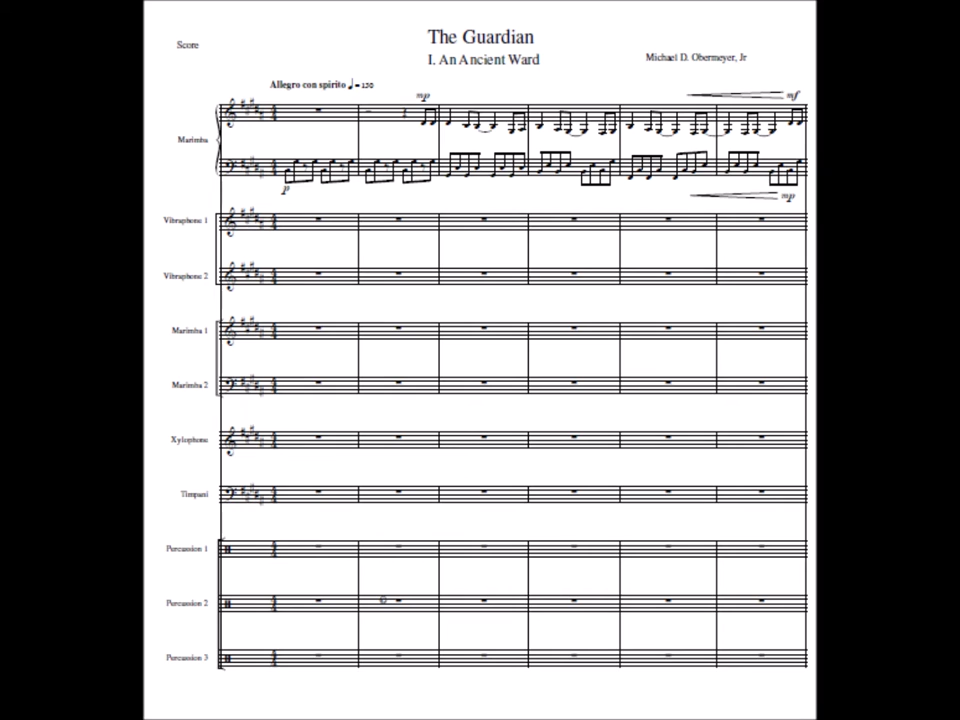 The Guardian
Score
I. An Ancient Ward
Michael D. Obermeyer, Jr
Allegro con spirito ♩=150
mp
mf
Marimba
p
mp
Vibraphone 1
Vibraphone 2
Marimba 1
Marimba 2
Xylophone
Timpani
Percussion 1
Percussion 2
Percussion 3